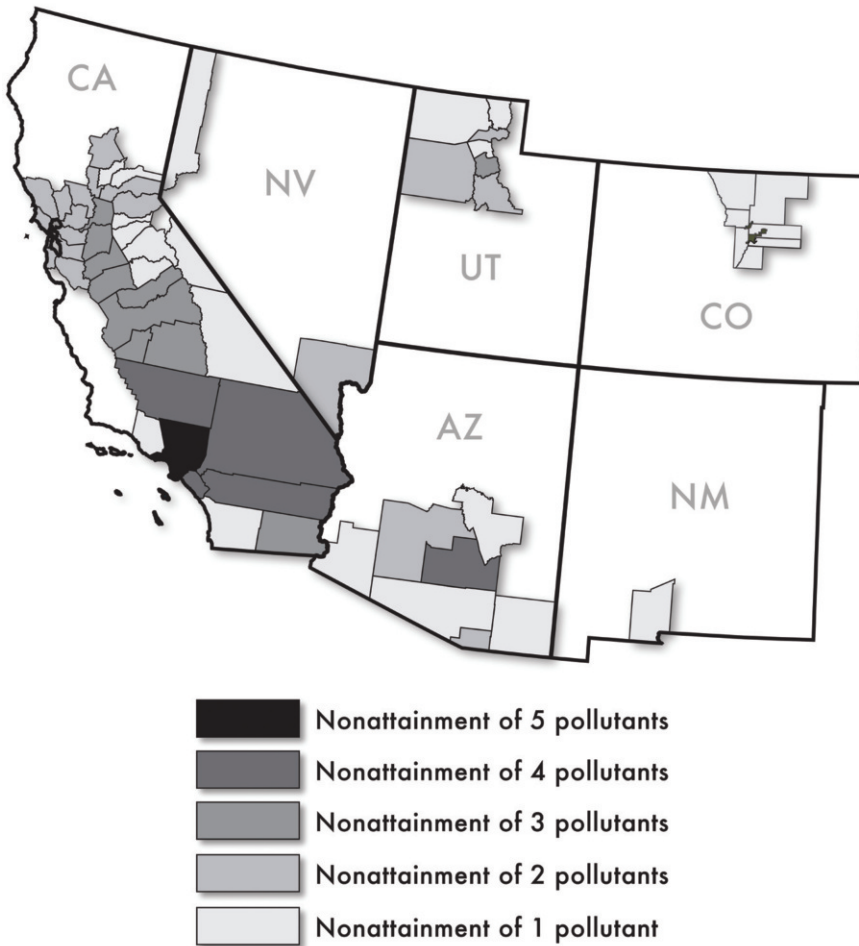 CA
NV
UT
CO
AZ
NM
Nonattainment of 5 pollutants
Nonattainment of 4 pollutants
Nonattainment of 3 pollutants
Nonattainment of 2 pollutants
Nonattainment of 1 pollutant